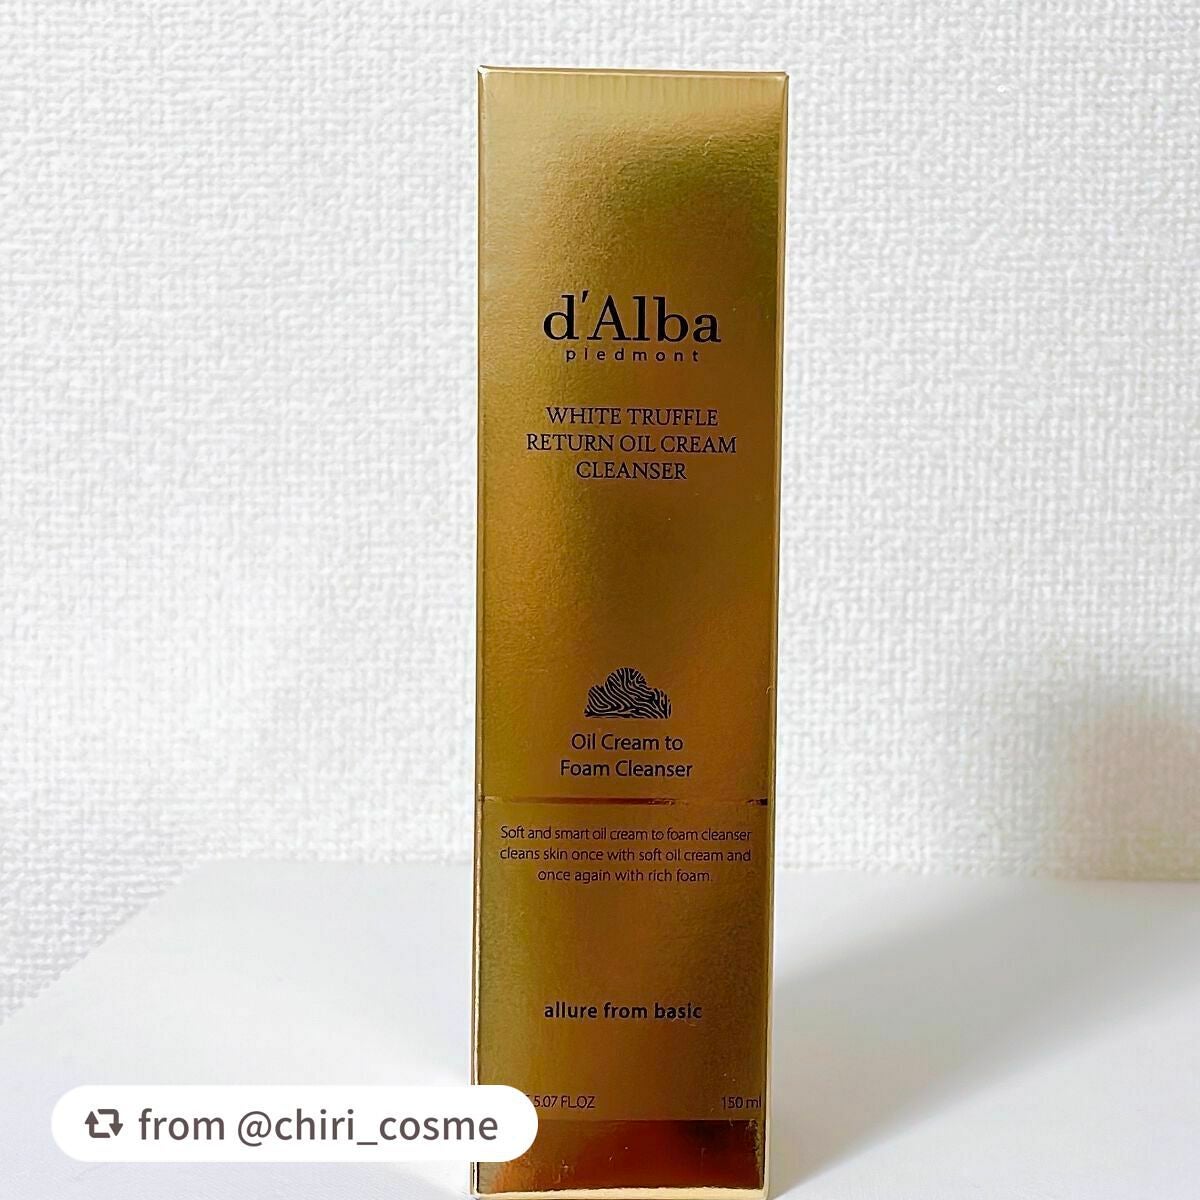 d'Alba
piedmont
WHITE TRUFFLE
RETURN OIL CREAM
CLEANSER
Oil Cream to
Foam Cleanser
Soft and smart oil cream to foam cleanser
cleans skin once with soft oil cream and
once again with rich foam.
allure from basic
5.07 FL.OZ 150 ml
from @chiri_cosme